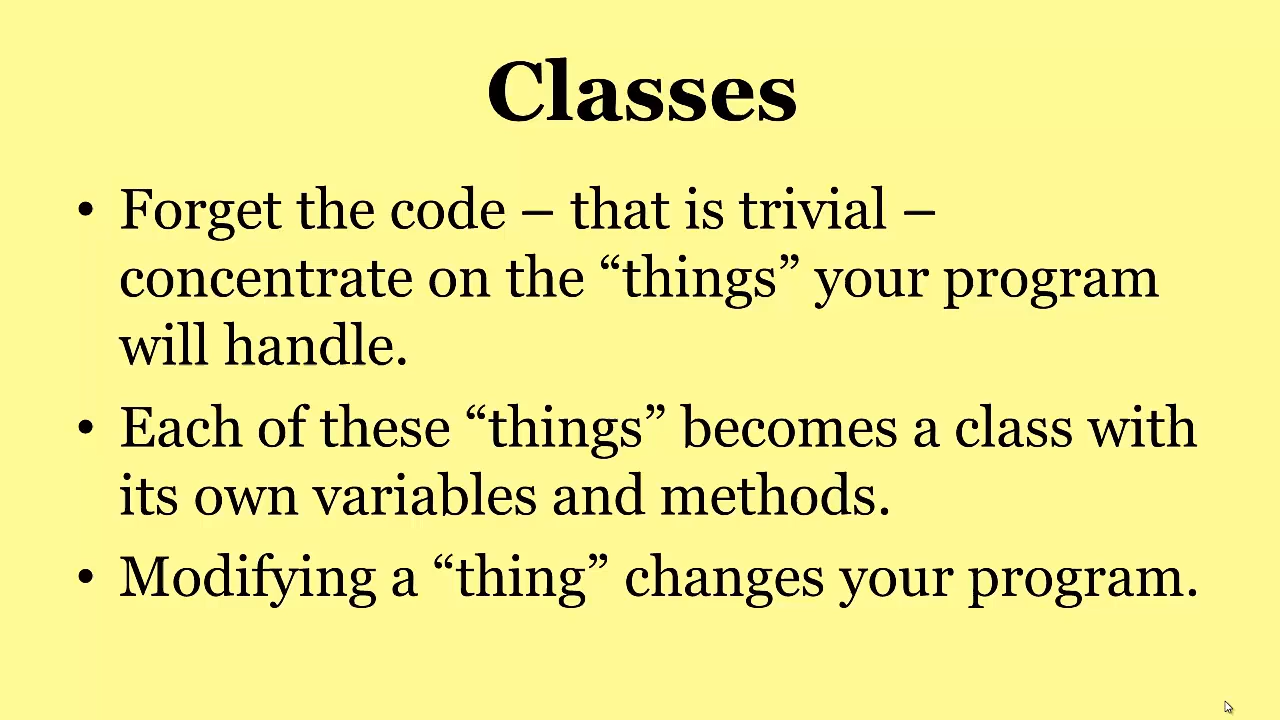 Classes
• Forget the code – that is trivial –
concentrate on the “things” your program
will handle.
• Each of these “things” becomes a class with
its own variables and methods.
• Modifying a “thing” changes your program.